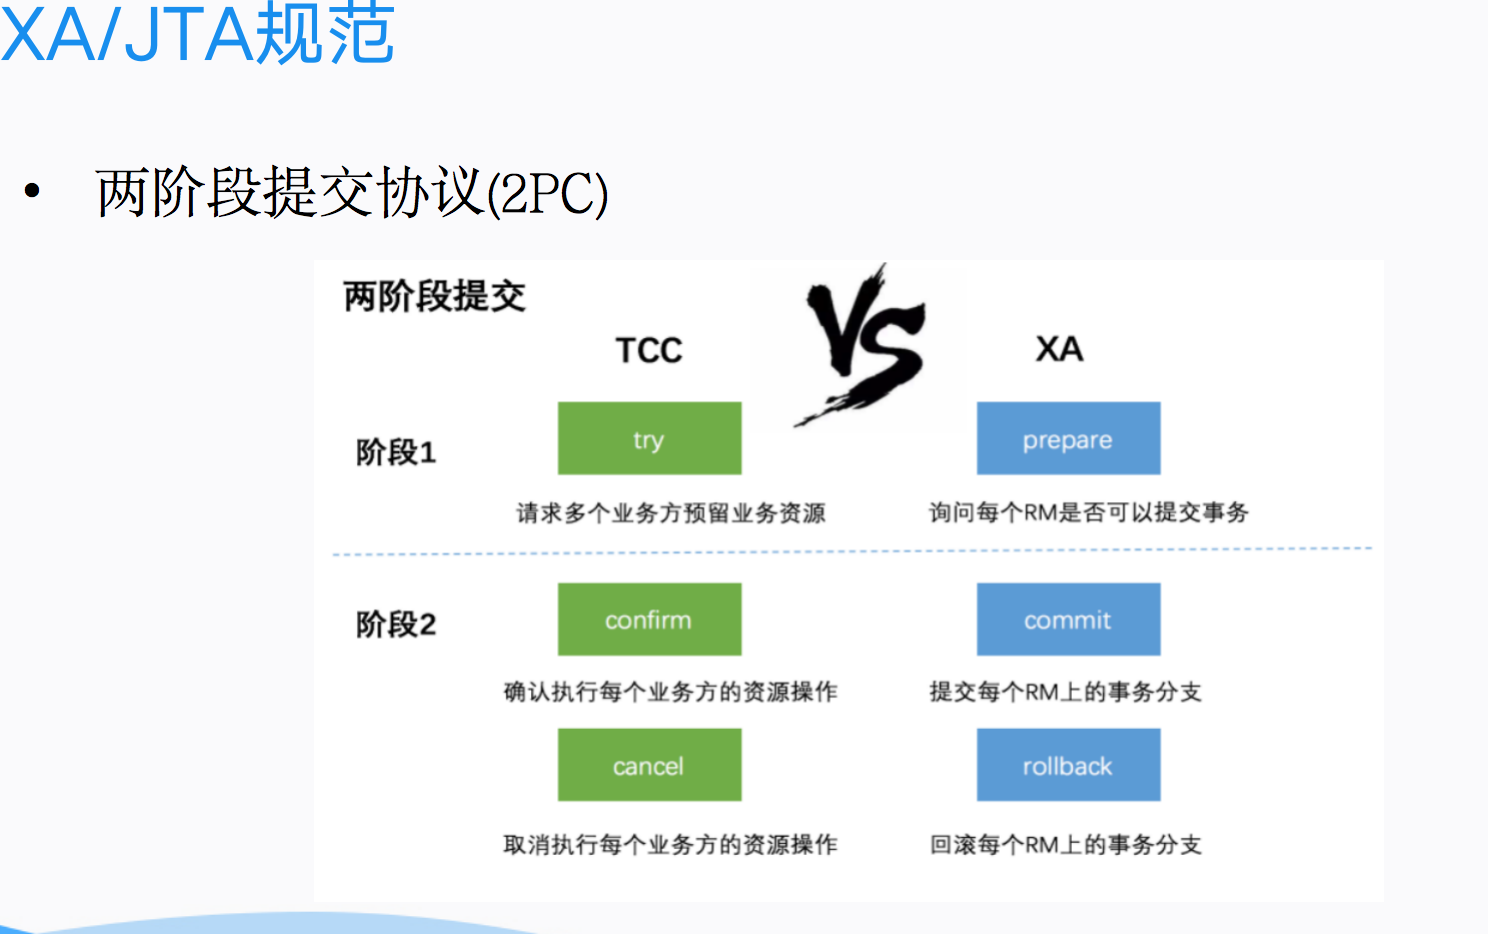 XA/JTA规范
• 两阶段提交协议(2PC)
两阶段提交
VS
TCC
XA
阶段1
try
prepare
请求多个业务方预留业务资源
询问每个RM是否可以提交事务
阶段2
confirm
commit
确认执行每个业务方的资源操作
提交每个RM上的事务分支
cancel
rollback
取消执行每个业务方的资源操作
回滚每个RM上的事务分支